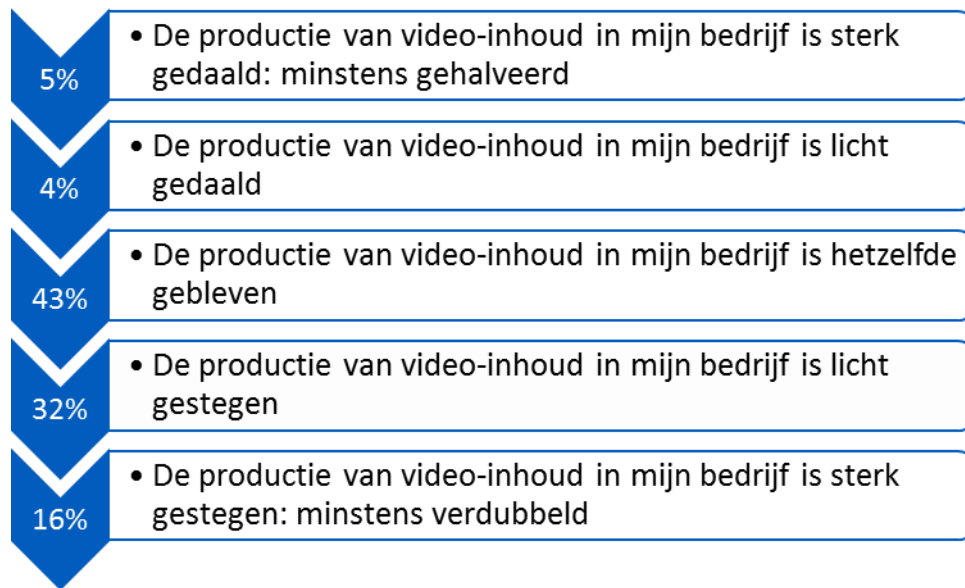 5%
• De productie van video-inhoud in mijn bedrijf is sterk
gedaald: minstens gehalveerd
4%
• De productie van video-inhoud in mijn bedrijf is licht
gedaald
43%
• De productie van video-inhoud in mijn bedrijf is hetzelfde
gebleven
32%
• De productie van video-inhoud in mijn bedrijf is licht
gestegen
16%
• De productie van video-inhoud in mijn bedrijf is sterk
gestegen: minstens verdubbeld